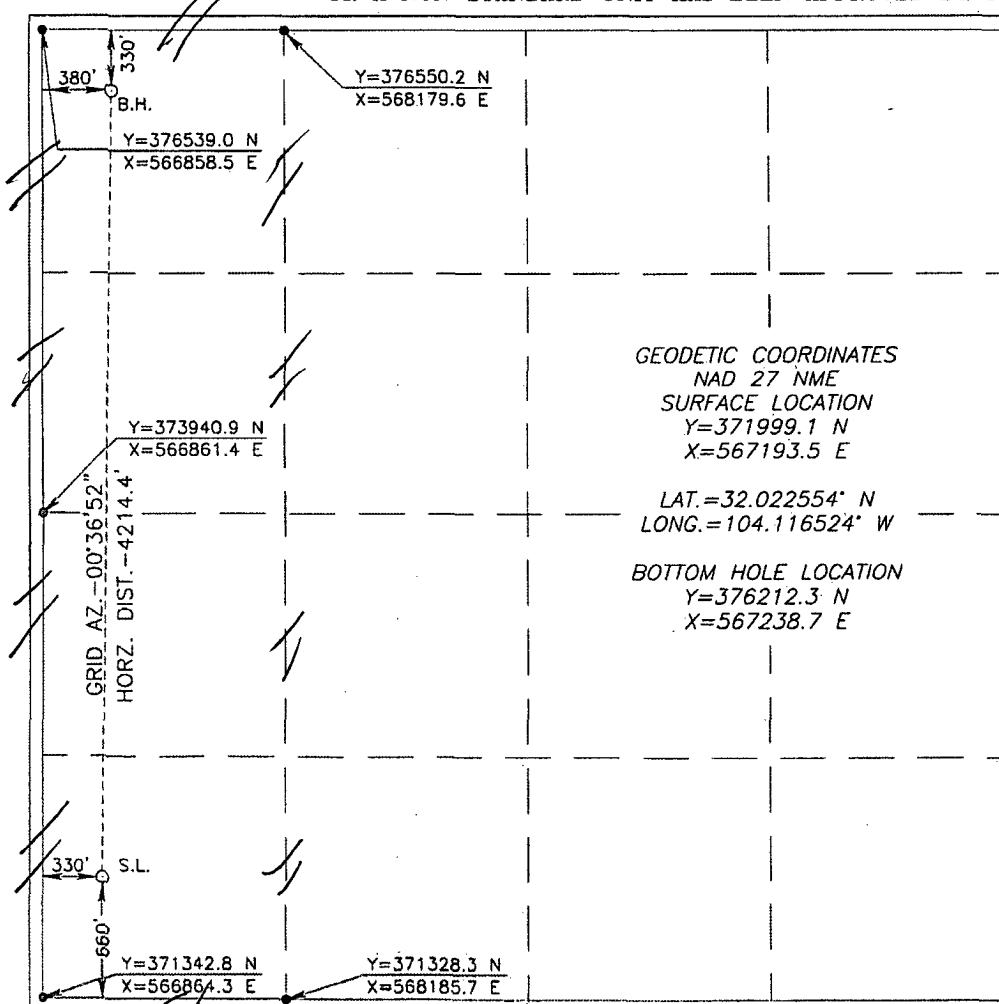 330'
380'
B.H.
Y=376550.2 N
X=568179.6 E
Y=376539.0 N
X=566858.5 E
GEODETIC COORDINATES
NAD 27 NME
SURFACE LOCATION
Y=371999.1 N
X=567193.5 E
Y=373940.9 N
X=566861.4 E
LAT.=32.022554° N
LONG.=104.116524° W
BOTTOM HOLE LOCATION
Y=376212.3 N
X=567238.7 E
GRID AZ.-00°36'52"
HORZ. DIST.-4214.4'
330'
S.L.
660'
Y=371342.8 N
X=566864.3 E
Y=371328.3 N
X=568185.7 E